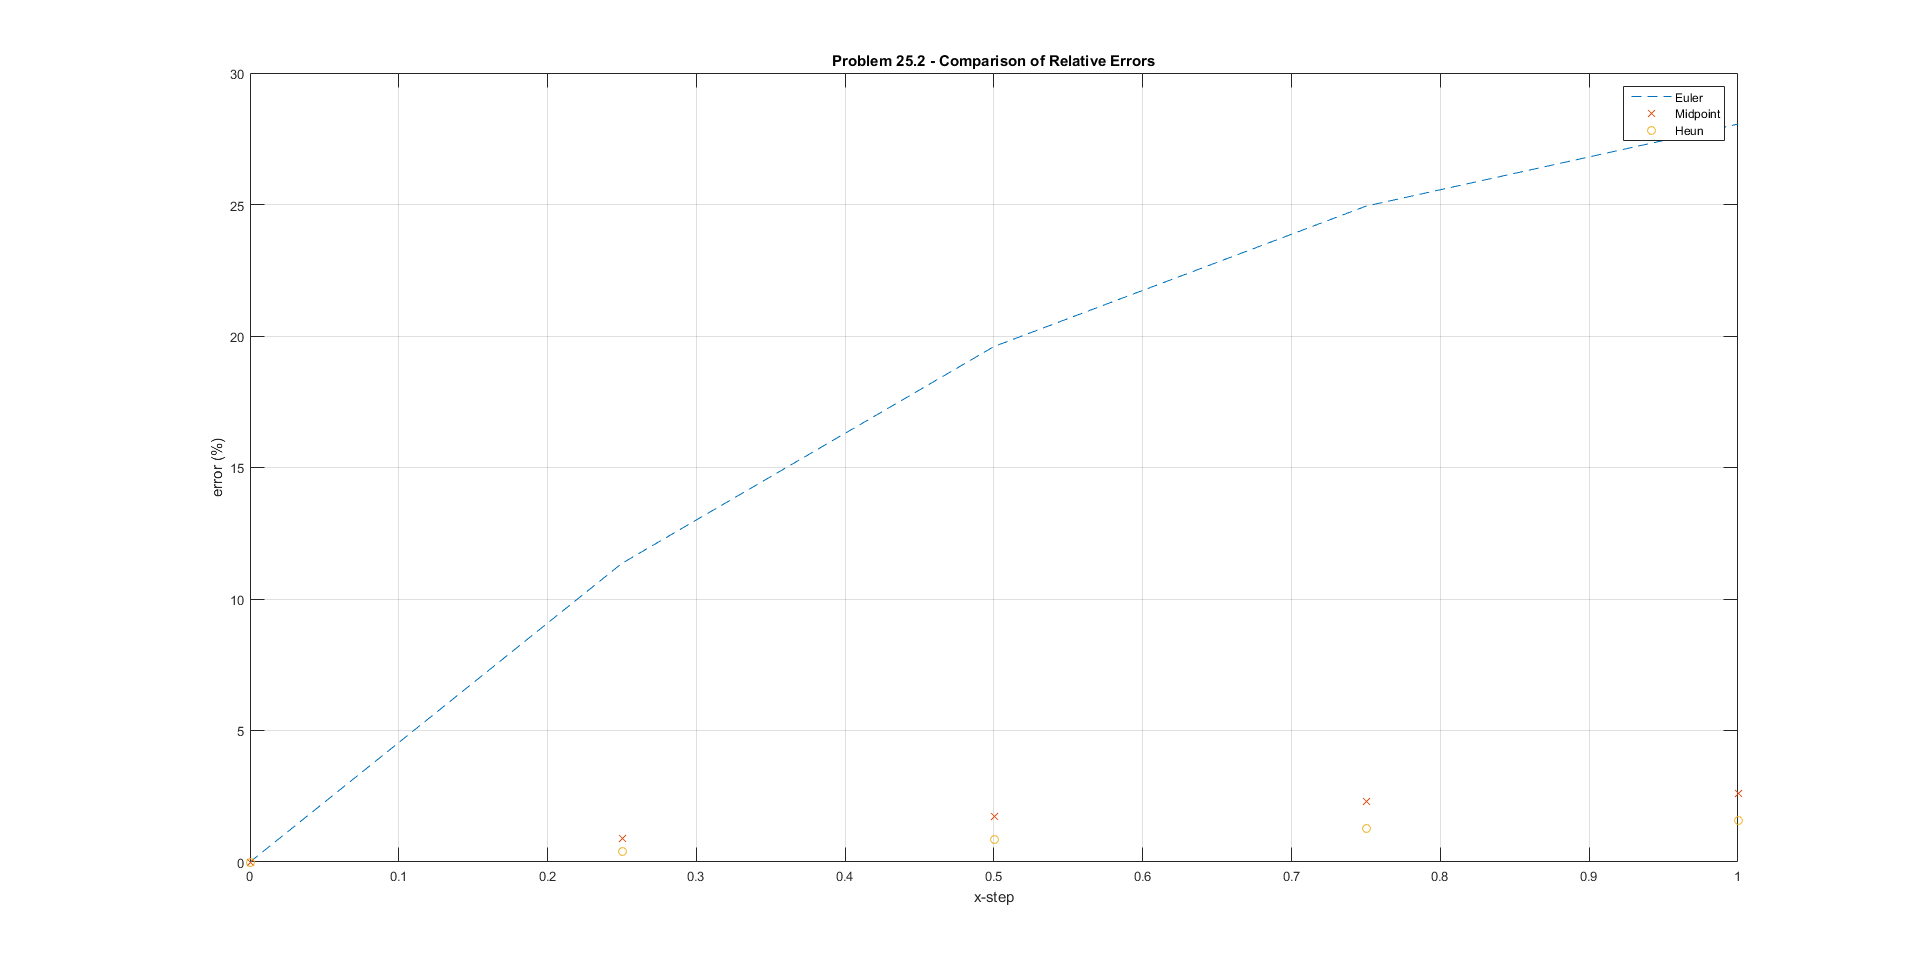 Problem 25.2 - Comparison of Relative Errors
30
25
20
15
10
5
0
error (%)
Euler
Midpoint
Heun
0 0.1 0.2 0.3 0.4 0.5 0.6 0.7 0.8 0.9 1
x-step